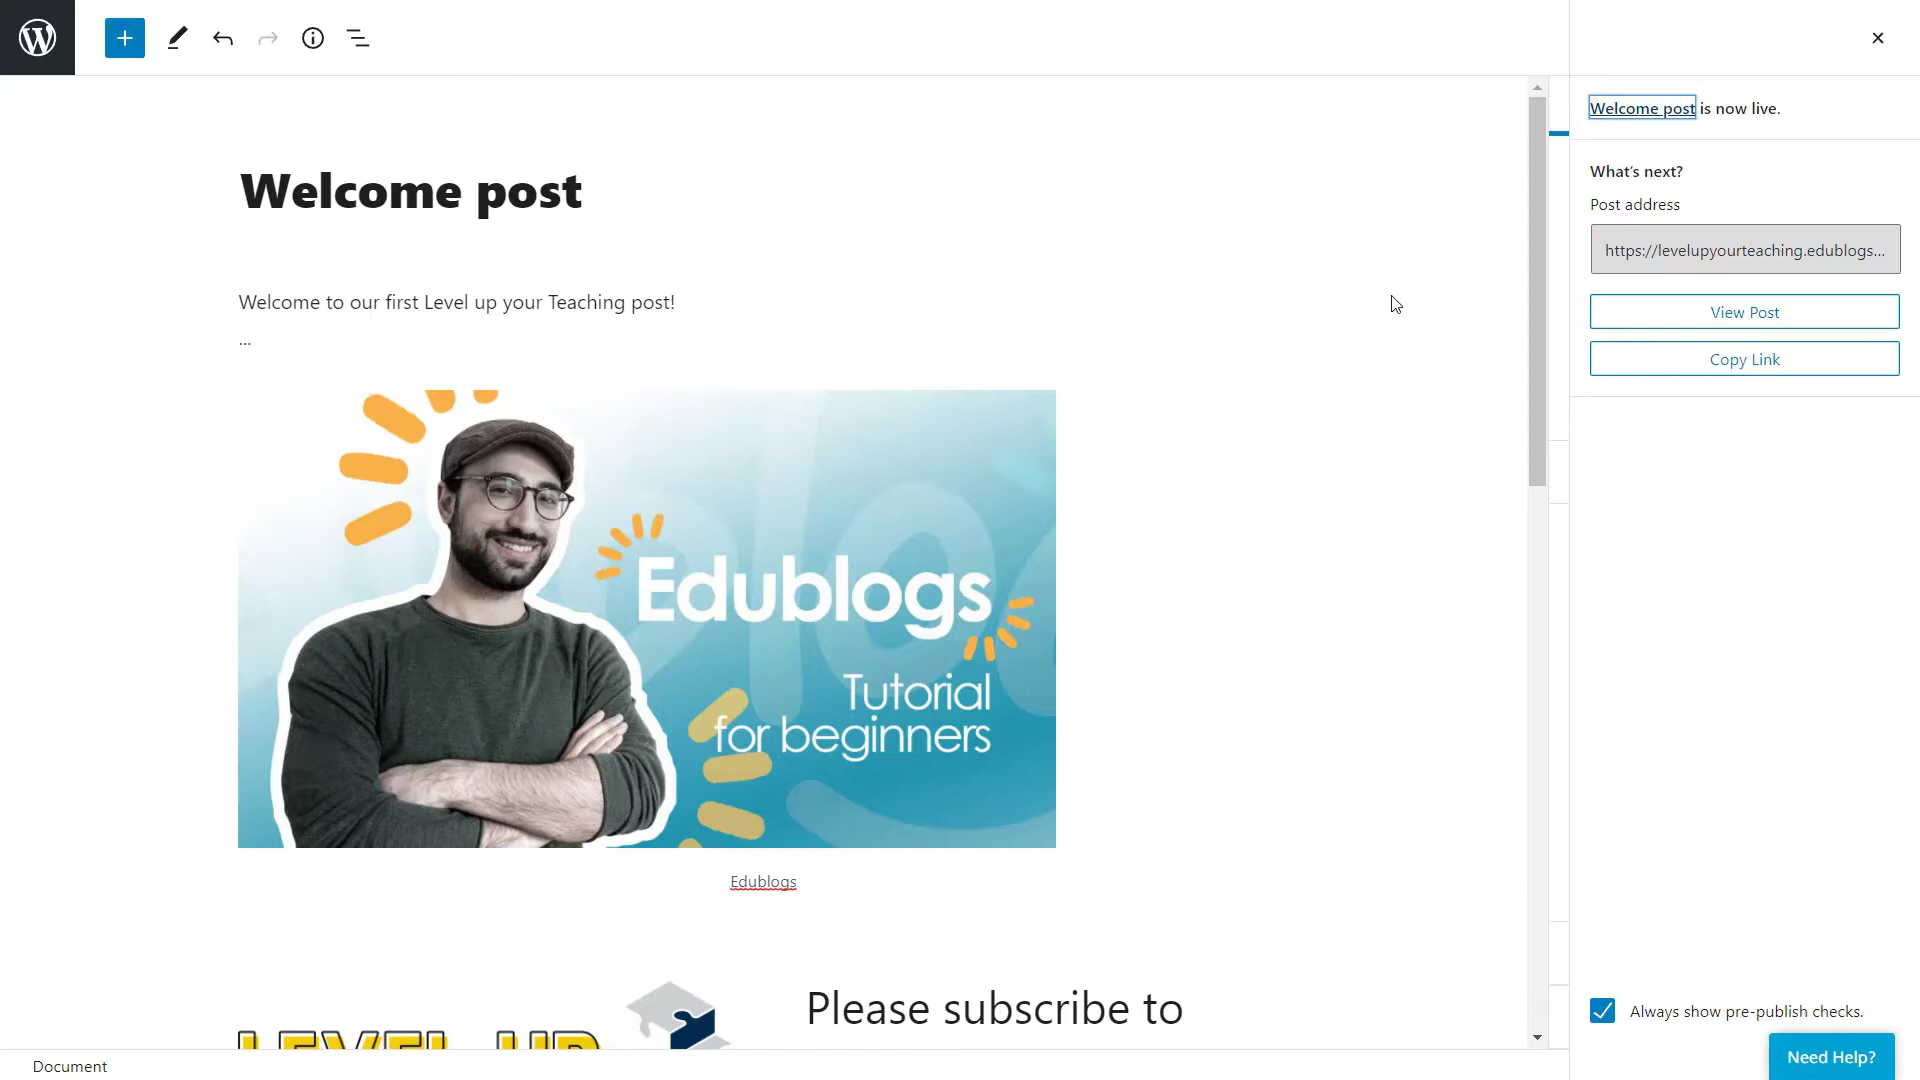 Welcome post is now live.
What's next?
Post address
https://levelupyourteaching.edublogs...
View Post
Copy Link
Welcome post
Welcome to our first Level up your Teaching post!
...
Edublogs
Tutorial
for beginners
Edublogs
LEVEL UP
Please subscribe to
Always show pre-publish checks.
Need Help?
Document